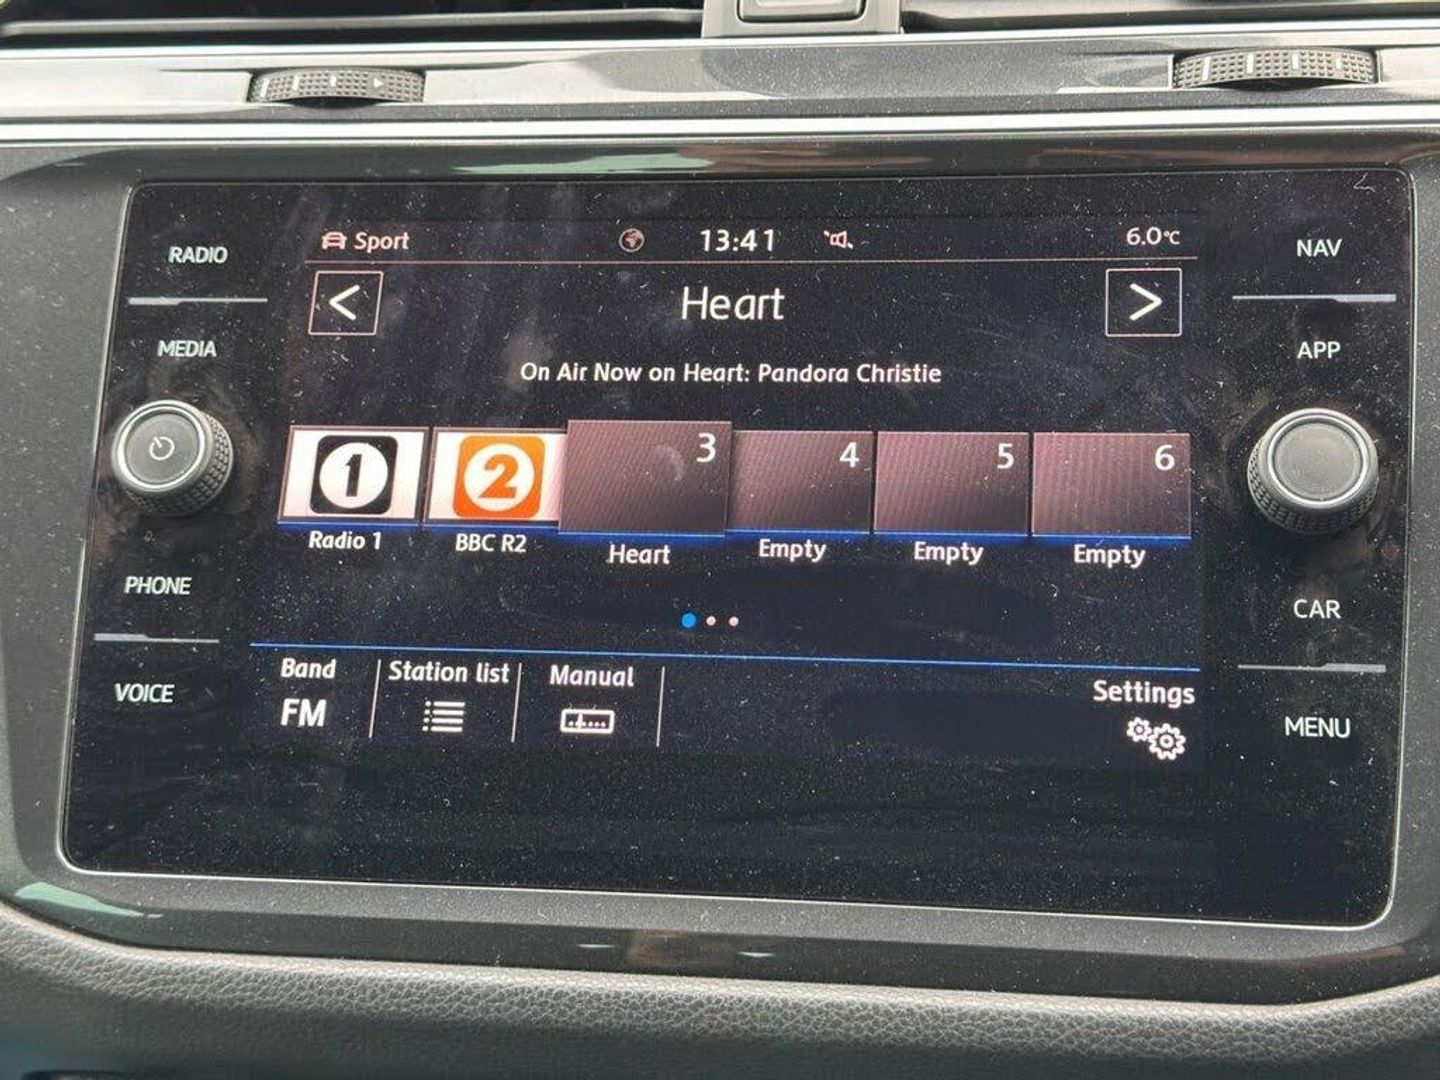 RADIO
MEDIA
PHONE
VOICE
Sport
13:41
6.0°C
<
Heart
>
On Air Now on Heart: Pandora Christie
1
2
3
4
5
6
Radio 1
BBC R2
Heart
Empty
Empty
Empty
Band
FM
Station list
Manual
Settings
NAV
APP
CAR
MENU